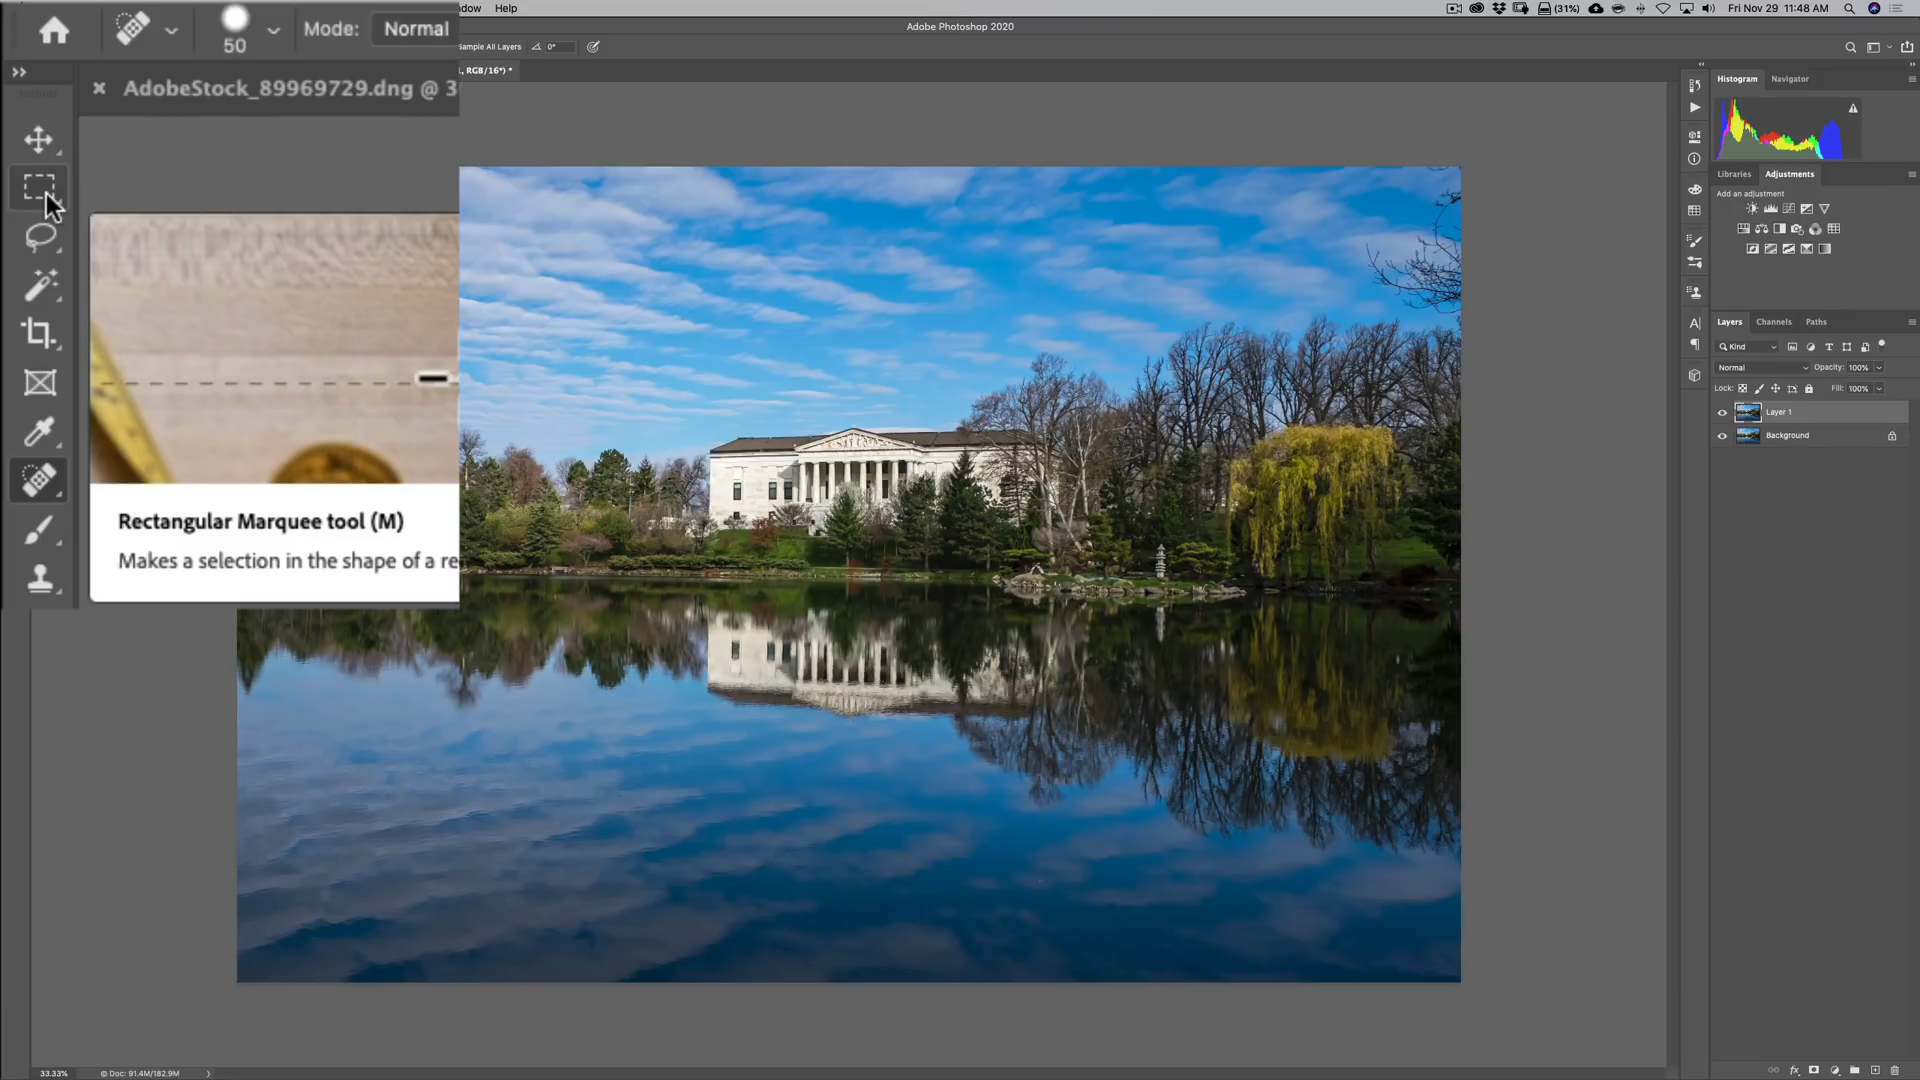 ndow Help
(31%) Fri Nov 29 11:48 AM
Adobe Photoshop 2020
50 Mode: Normal
Sample All Layers 0°
AdobeStock_89969729.dng @ 3
, RGB/16*) *
Histogram Navigator
Libraries Adjustments
Add an adjustment
Layers Channels Paths
Kind
Normal Opacity: 100%
Lock: Fill: 100%
Layer 1
Background
Rectangular Marquee tool (M)
Makes a selection in the shape of a re
33.33% Doc: 91.4M/182.9M